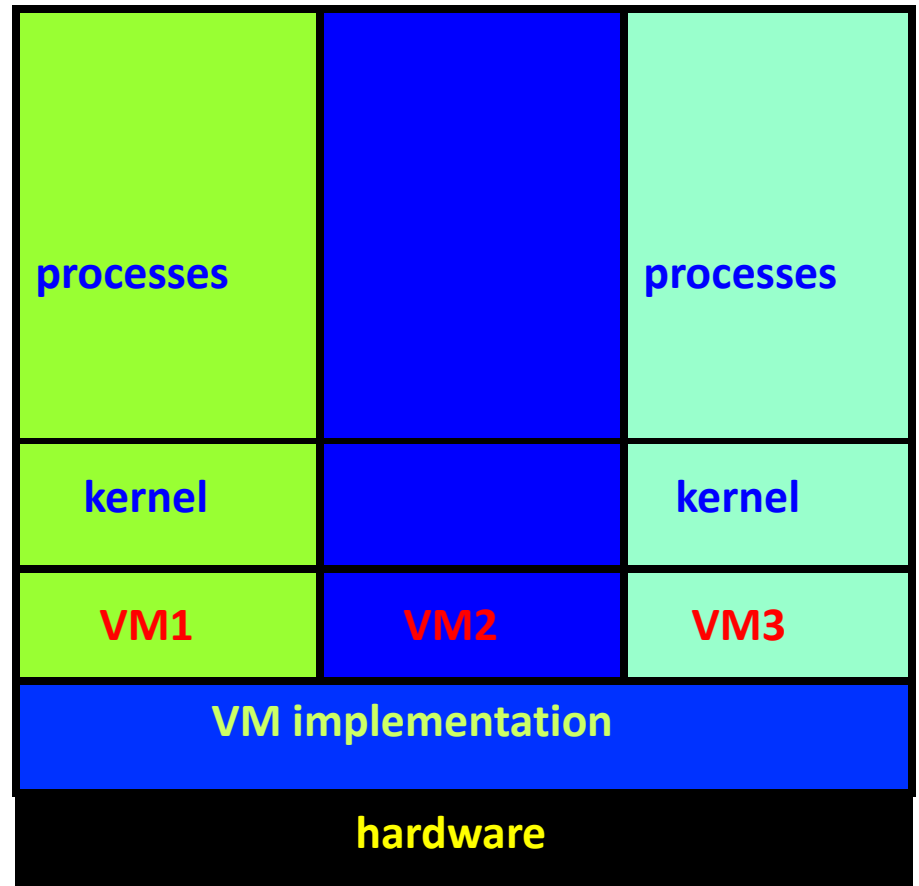 processes processes
kernel kernel
VM1 VM2 VM3
VM implementation
hardware